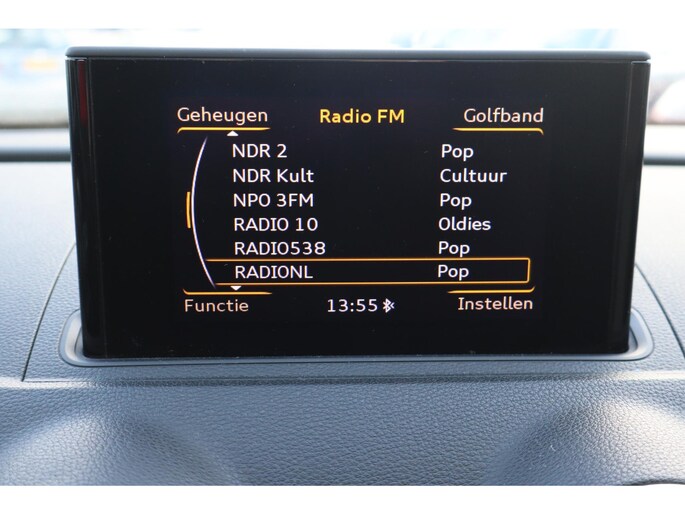 Geheugen Radio FM Golfband
NDR 2 Pop
NDR Kult Cultuur
NPO 3FM Pop
RADIO 10 Oldies
RADIO538 Pop
RADIONL Pop
Functie 13:55 Instellen